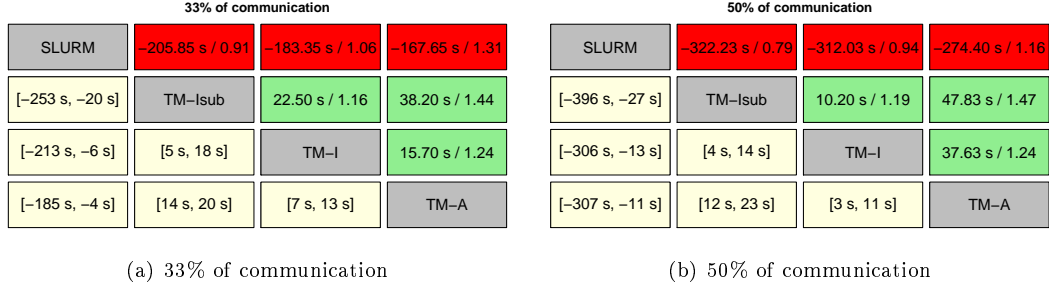 33% of communication
SLURM −205.85 s / 0.91 −183.35 s / 1.06 −167.65 s / 1.31
[−253 s, −20 s] TM−Isub 22.50 s / 1.16 38.20 s / 1.44
[−213 s, −6 s] [5 s, 18 s] TM−I 15.70 s / 1.24
[−185 s, −4 s] [14 s, 20 s] [7 s, 13 s] TM−A
(a) 33% of communication
50% of communication
SLURM −322.23 s / 0.79 −312.03 s / 0.94 −274.40 s / 1.16
[−396 s, −27 s] TM−Isub 10.20 s / 1.19 47.83 s / 1.47
[−306 s, −13 s] [4 s, 14 s] TM−I 37.63 s / 1.24
[−307 s, −11 s] [12 s, 23 s] [3 s, 11 s] TM−A
(b) 50% of communication